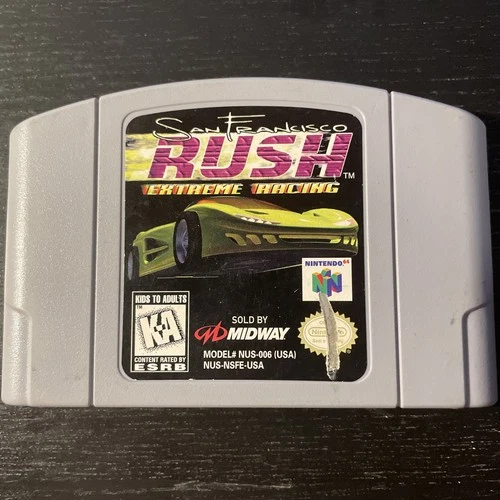 San Francisco
RUSH
TM
EXTREME RACING
NINTENDO 64
KIDS TO ADULTS
K-A
CONTENT RATED BY
ESRB
SOLD BY
MIDWAY
MODEL# NUS-006 (USA)
NUS-NSFE-USA
Nintendo